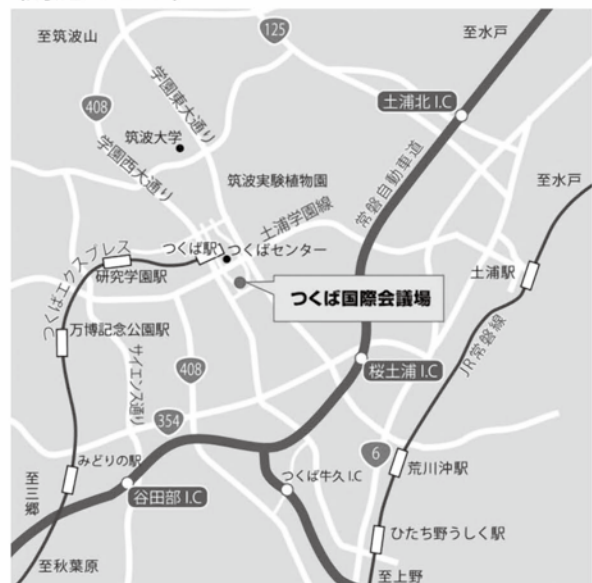 至筑波山
125
至水戸
408
学園東大通り
土浦北 I.C
筑波大学
学園西大通り
筑波実験植物園
常磐自動車道
至水戸
土浦学園線
つくばエクスプレス
つくば駅
つくばセンター
研究学園駅
土浦駅
つくば国際会議場
万博記念公園駅
サイエンス通り
408
桜土浦 I.C
JR常磐線
354
6
みどりの駅
つくば牛久 I.C
荒川沖駅
至三郷
谷田部 I.C
ひたち野うしく駅
至秋葉原
至上野